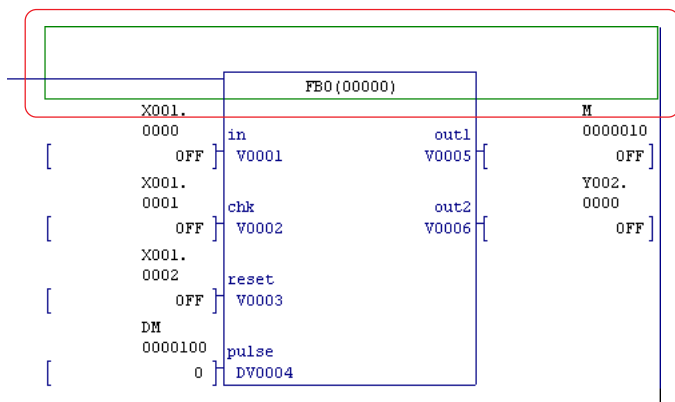 FB0(00000)
X001.
0000
in
out1
M
0000010
[ OFF ]
V0001
V0005
[ OFF ]
X001.
0001
chk
out2
Y002.
0000
[ OFF ]
V0002
V0006
[ OFF ]
X001.
0002
reset
[ OFF ]
V0003
DM
0000100
pulse
[ 0 ]
DV0004